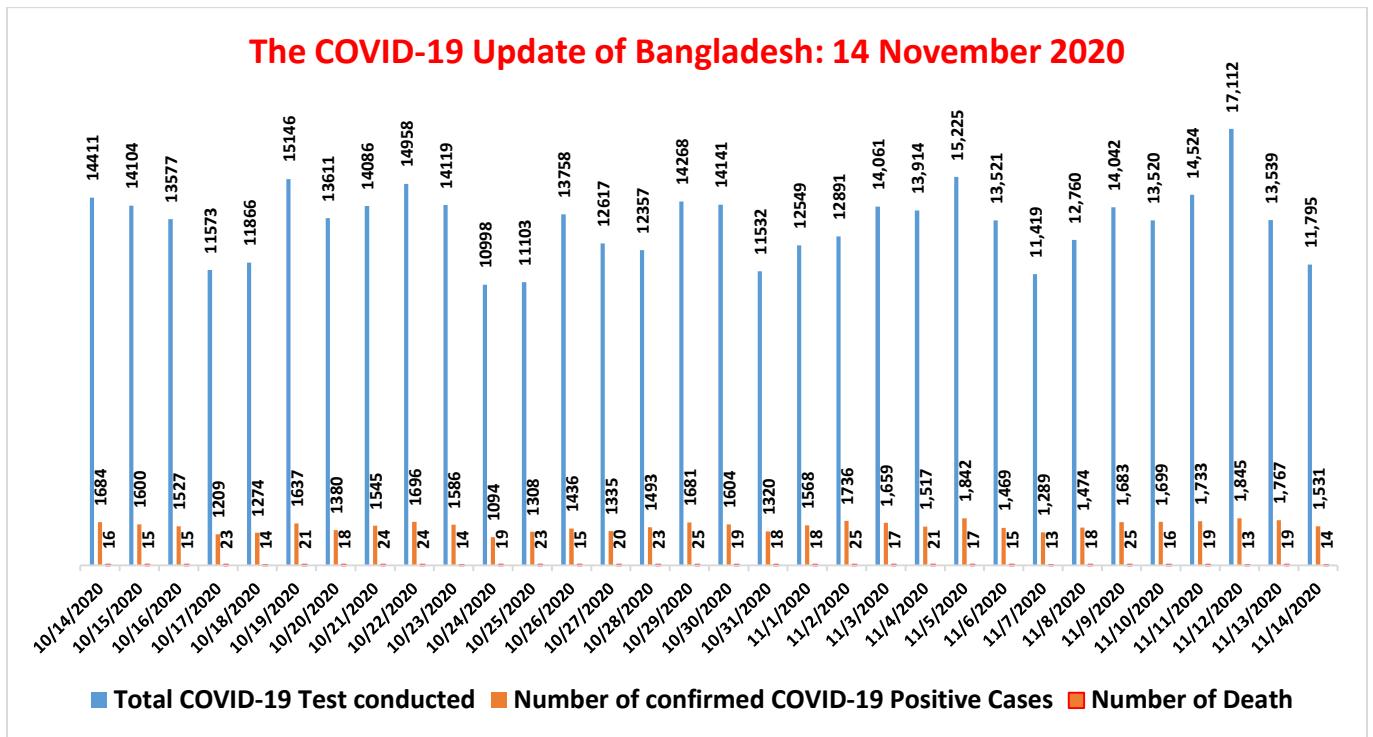 The COVID-19 Update of Bangladesh: 14 November 2020
14411 14104 13577 11573 11866 15146 13611 14086 14958 14119 10998 11103 13758 12617 12357 14268 14141 11532 12549 12891 14,061 13,914 15,225 13,521 11,419 12,760 14,042 13,520 14,524 17,112 13,539 11,795
1684 1600 1527 1209 1274 1637 1380 1545 1696 1586 1094 1308 1436 1335 1493 1681 1604 1320 1568 1736 1,659 1,517 1,842 1,469 1,289 1,474 1,683 1,699 1,733 1,845 1,767 1,531
16 15 15 23 14 21 18 24 24 14 19 23 15 20 23 25 19 18 18 25 17 21 17 15 13 18 25 16 19 13 19 14
10/14/2020 10/15/2020 10/16/2020 10/17/2020 10/18/2020 10/19/2020 10/20/2020 10/21/2020 10/22/2020 10/23/2020 10/24/2020 10/25/2020 10/26/2020 10/27/2020 10/28/2020 10/29/2020 10/30/2020 10/31/2020 11/1/2020 11/2/2020 11/3/2020 11/4/2020 11/5/2020 11/6/2020 11/7/2020 11/8/2020 11/9/2020 11/10/2020 11/11/2020 11/12/2020 11/13/2020 11/14/2020
Total COVID-19 Test conducted Number of confirmed COVID-19 Positive Cases Number of Death